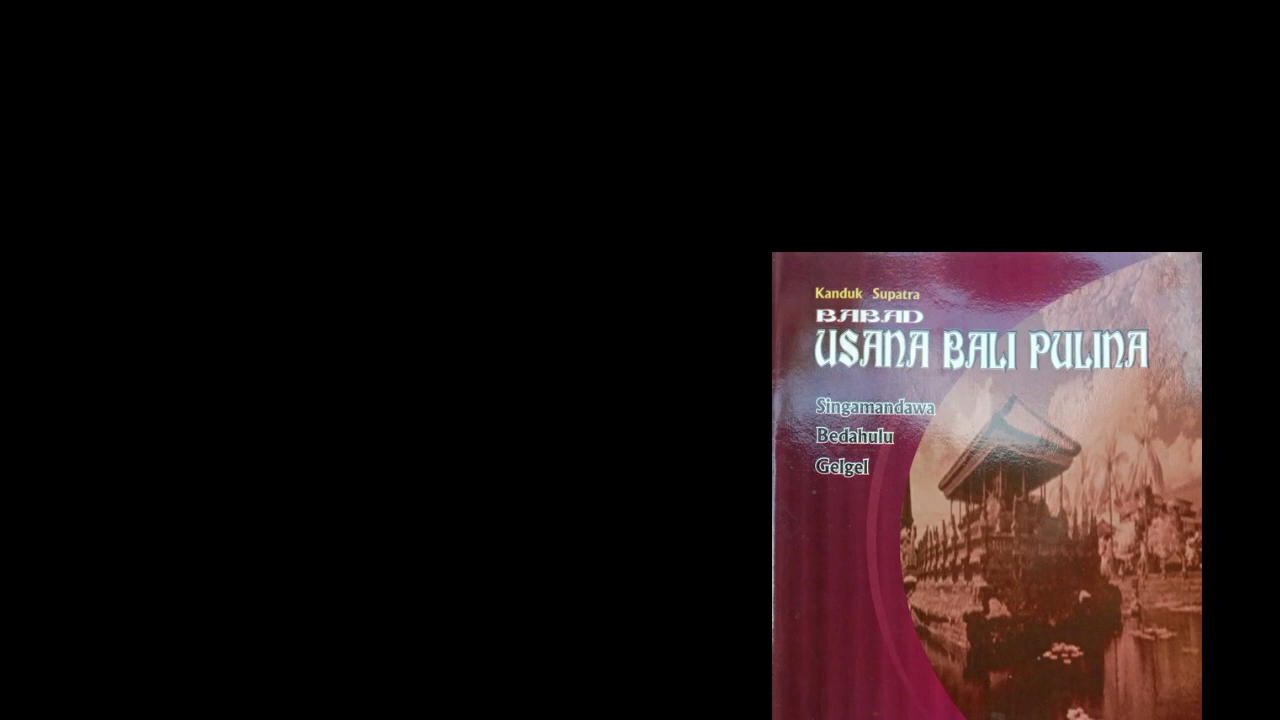 Kanduk Supatra
BABAD
USANA BALI PULINA
Singamandawa
Bedahulu
Gelgel